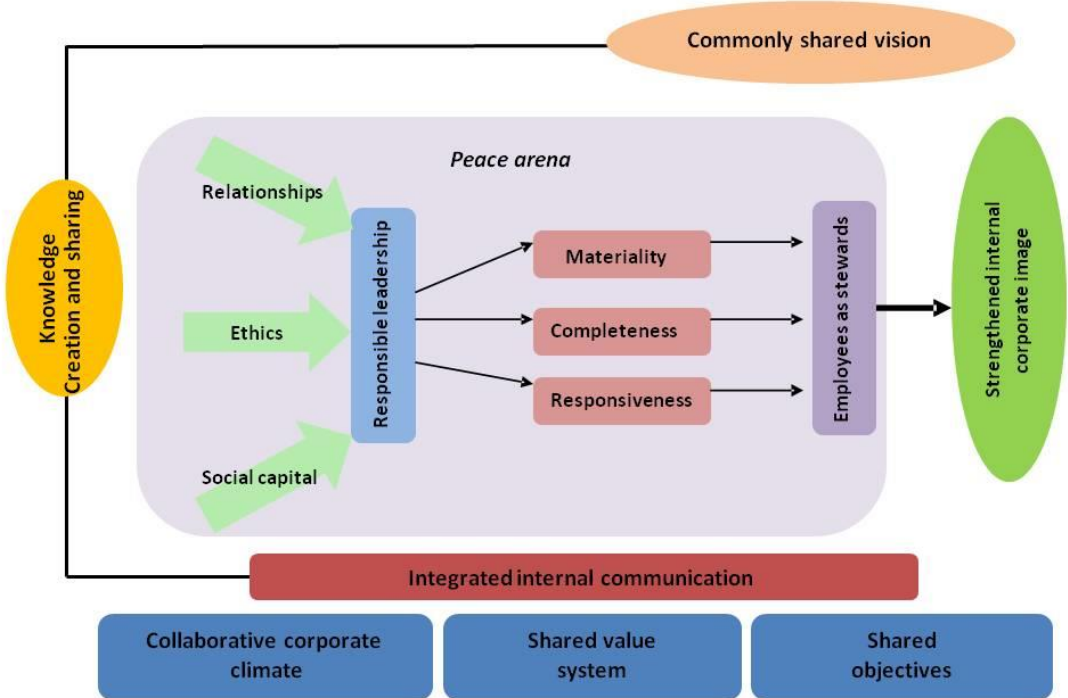 Commonly shared vision
Peace arena
Knowledge
Creation and sharing
Relationships
Ethics
Social capital
Responsible leadership
Materiality
Completeness
Responsiveness
Employees as stewards
Strengthened internal
corporate image
Integrated internal communication
Collaborative corporate
climate
Shared value
system
Shared
objectives